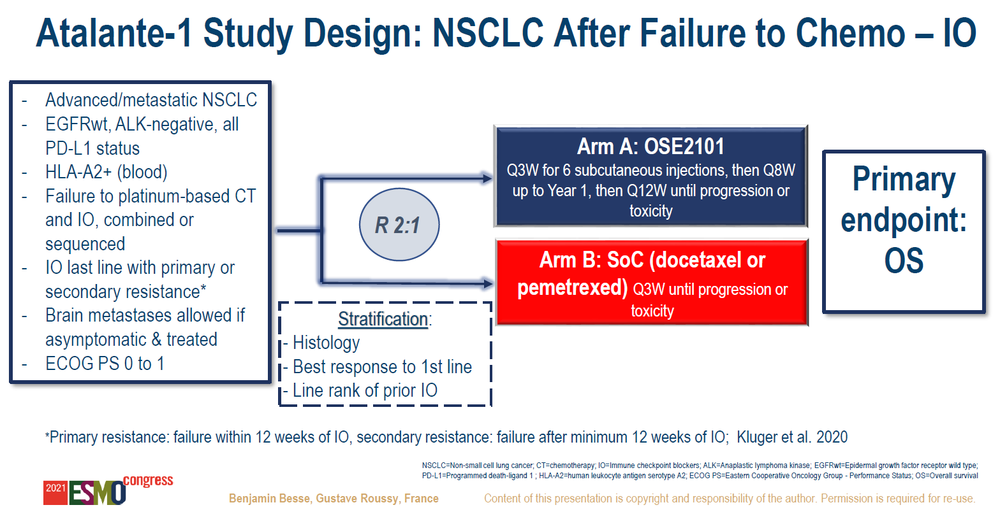 Atalante-1 Study Design: NSCLC After Failure to Chemo – IO
- Advanced/metastatic NSCLC
- EGFRwt, ALK-negative, all
PD-L1 status
- HLA-A2+ (blood)
- Failure to platinum-based CT
and IO, combined or
sequenced
- IO last line with primary or
secondary resistance*
- Brain metastases allowed if
asymptomatic & treated
- ECOG PS 0 to 1
R 2:1
Stratification:
- Histology
- Best response to 1st line
- Line rank of prior IO
Arm A: OSE2101
Q3W for 6 subcutaneous injections, then Q8W
up to Year 1, then Q12W until progression or
toxicity
Arm B: SoC (docetaxel or
pemetrexed) Q3W until progression or
toxicity
Primary
endpoint:
OS
*Primary resistance: failure within 12 weeks of IO, secondary resistance: failure after minimum 12 weeks of IO; Kluger et al. 2020
NSCLC=Non-small cell lung cancer; CT=chemotherapy; IO=Immune checkpoint blockers; ALK=Anaplastic lymphoma kinase; EGFRwt=Epidermal growth factor receptor wild type;
PD-L1=Programmed death-ligand 1 ; HLA-A2=human leukocyte antigen serotype A2; ECOG PS=Eastern Cooperative Oncology Group - Performance Status; OS=Overall survival
2021 ESMO congress
Benjamin Besse, Gustave Roussy, France
Content of this presentation is copyright and responsibility of the author. Permission is required for re-use.